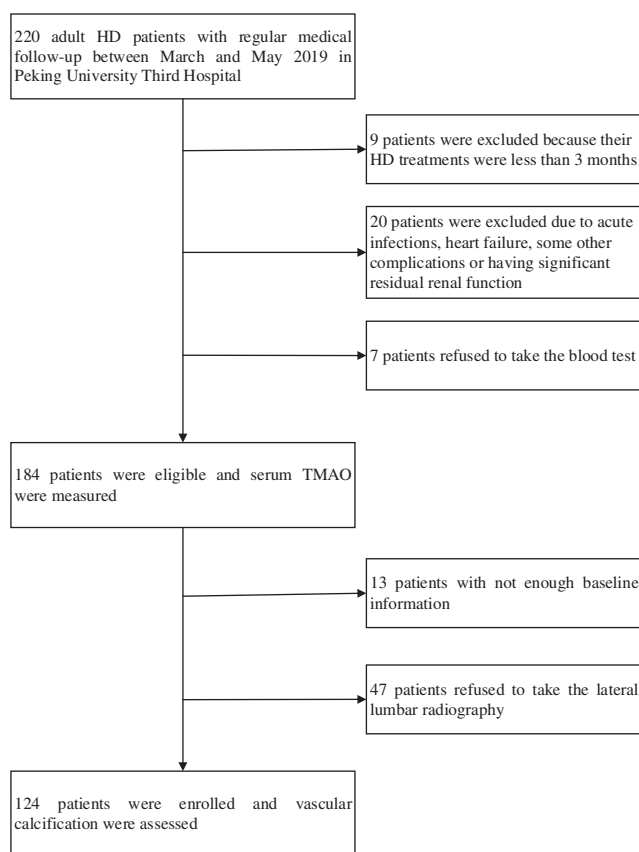 220 adult HD patients with regular medical
follow-up between March and May 2019 in
Peking University Third Hospital
9 patients were excluded because their
HD treatments were less than 3 months
20 patients were excluded due to acute
infections, heart failure, some other
complications or having significant
residual renal function
7 patients refused to take the blood test
184 patients were eligible and serum TMAO
were measured
13 patients with not enough baseline
information
47 patients refused to take the lateral
lumbar radiography
124 patients were enrolled and vascular
calcification were assessed